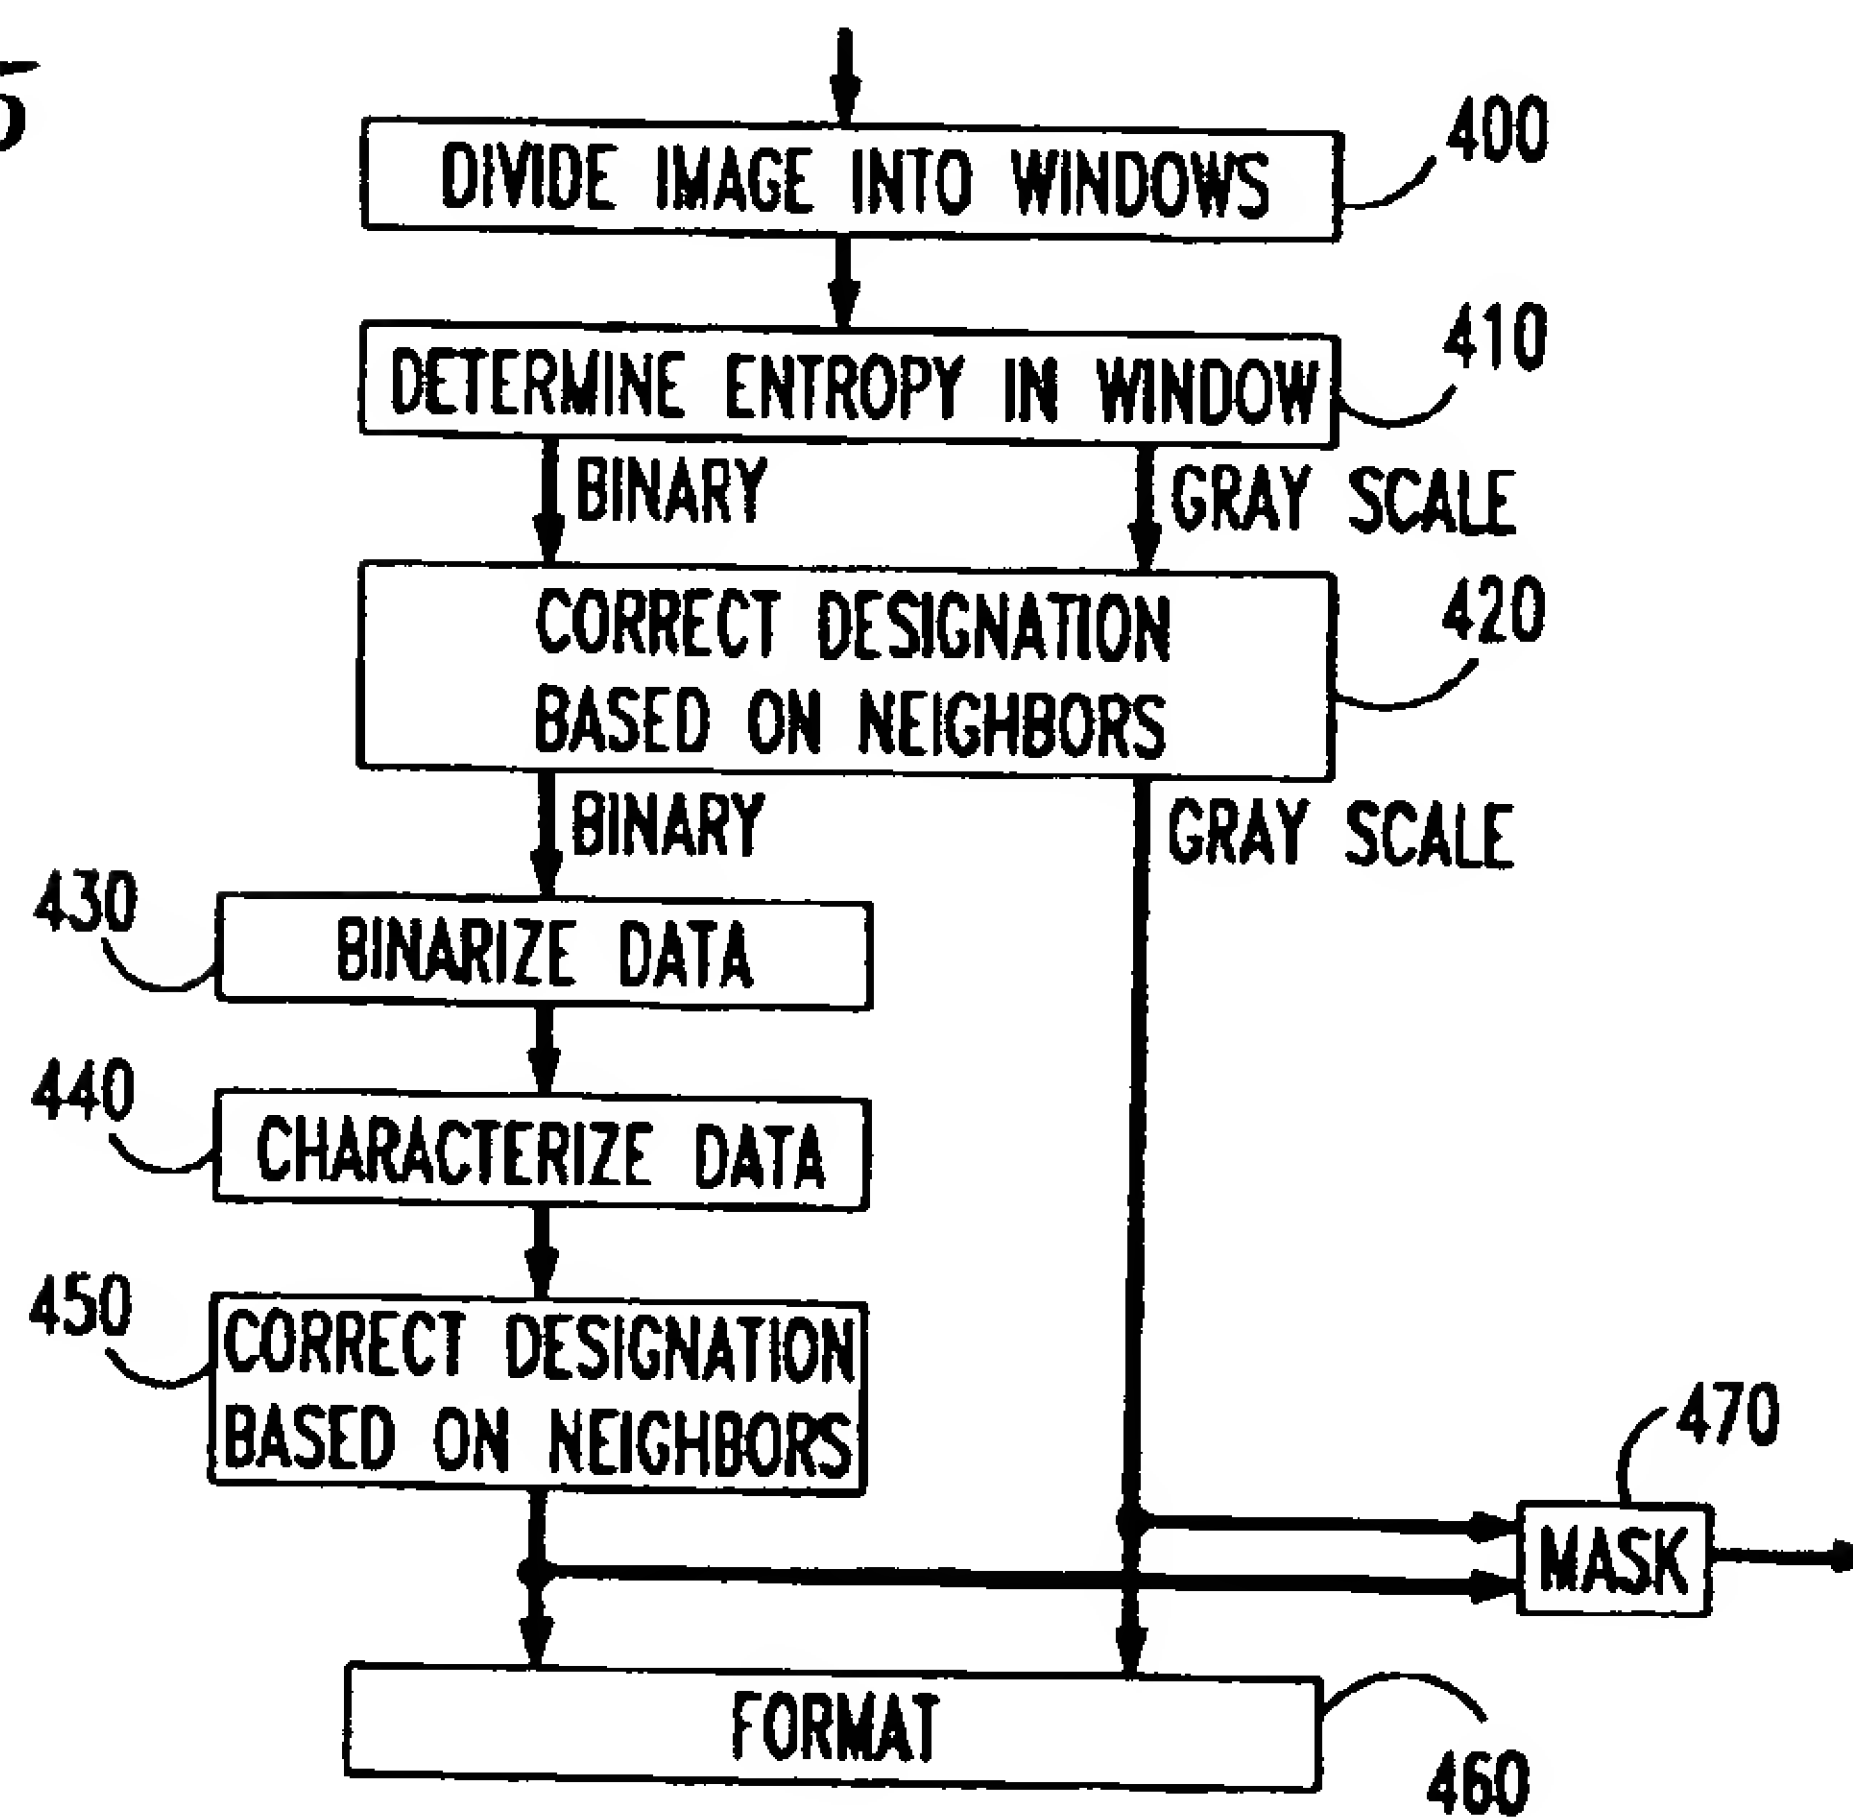 5
DIVIDE IMAGE INTO WINDOWS
400
DETERMINE ENTROPY IN WINDOW
410
BINARY
GRAY SCALE
CORRECT DESIGNATION
BASED ON NEIGHBORS
420
BINARY
GRAY SCALE
430
BINARIZE DATA
440
CHARACTERIZE DATA
450
CORRECT DESIGNATION
BASED ON NEIGHBORS
470
MASK
FORMAT
460